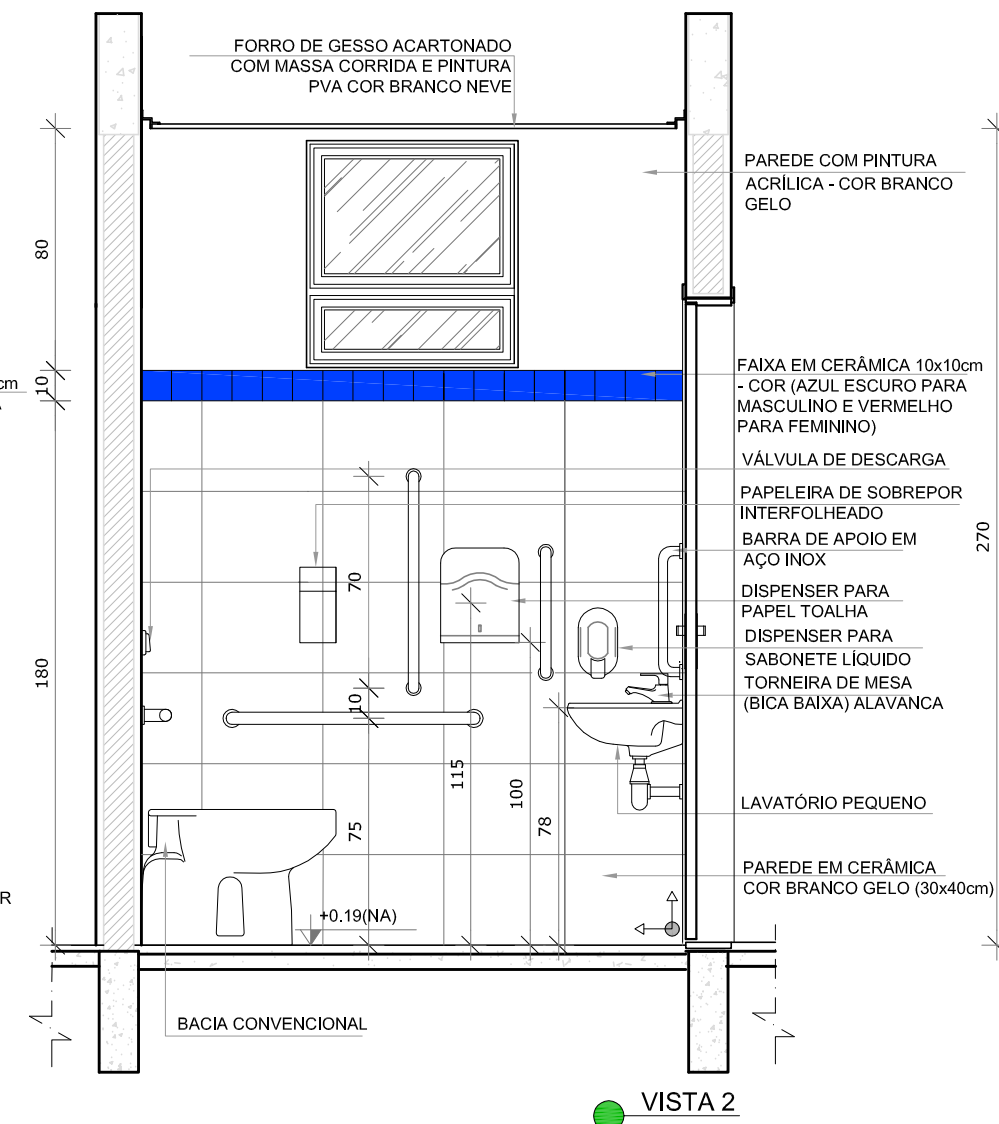 FORRO DE GESSO ACARTONADO
COM MASSA CORRIDA E PINTURA
PVA COR BRANCO NEVE
PAREDE COM PINTURA
ACRÍLICA - COR BRANCO
GELO
80
10
cm
FAIXA EM CERÂMICA 10x10cm
- COR (AZUL ESCURO PARA
MASCULINO E VERMELHO
PARA FEMININO)
VÁLVULA DE DESCARGA
PAPELEIRA DE SOBREPOR
INTERFOLHEADO
270
BARRA DE APOIO EM
AÇO INOX
70
DISPENSER PARA
PAPEL TOALHA
DISPENSER PARA
SABONETE LÍQUIDO
180
TORNEIRA DE MESA
(BICA BAIXA) ALAVANCA
10
115
100
78
75
LAVATÓRIO PEQUENO
PAREDE EM CERÂMICA
COR BRANCO GELO (30x40cm)
R
+0.19(NA)
BACIA CONVENCIONAL
VISTA 2